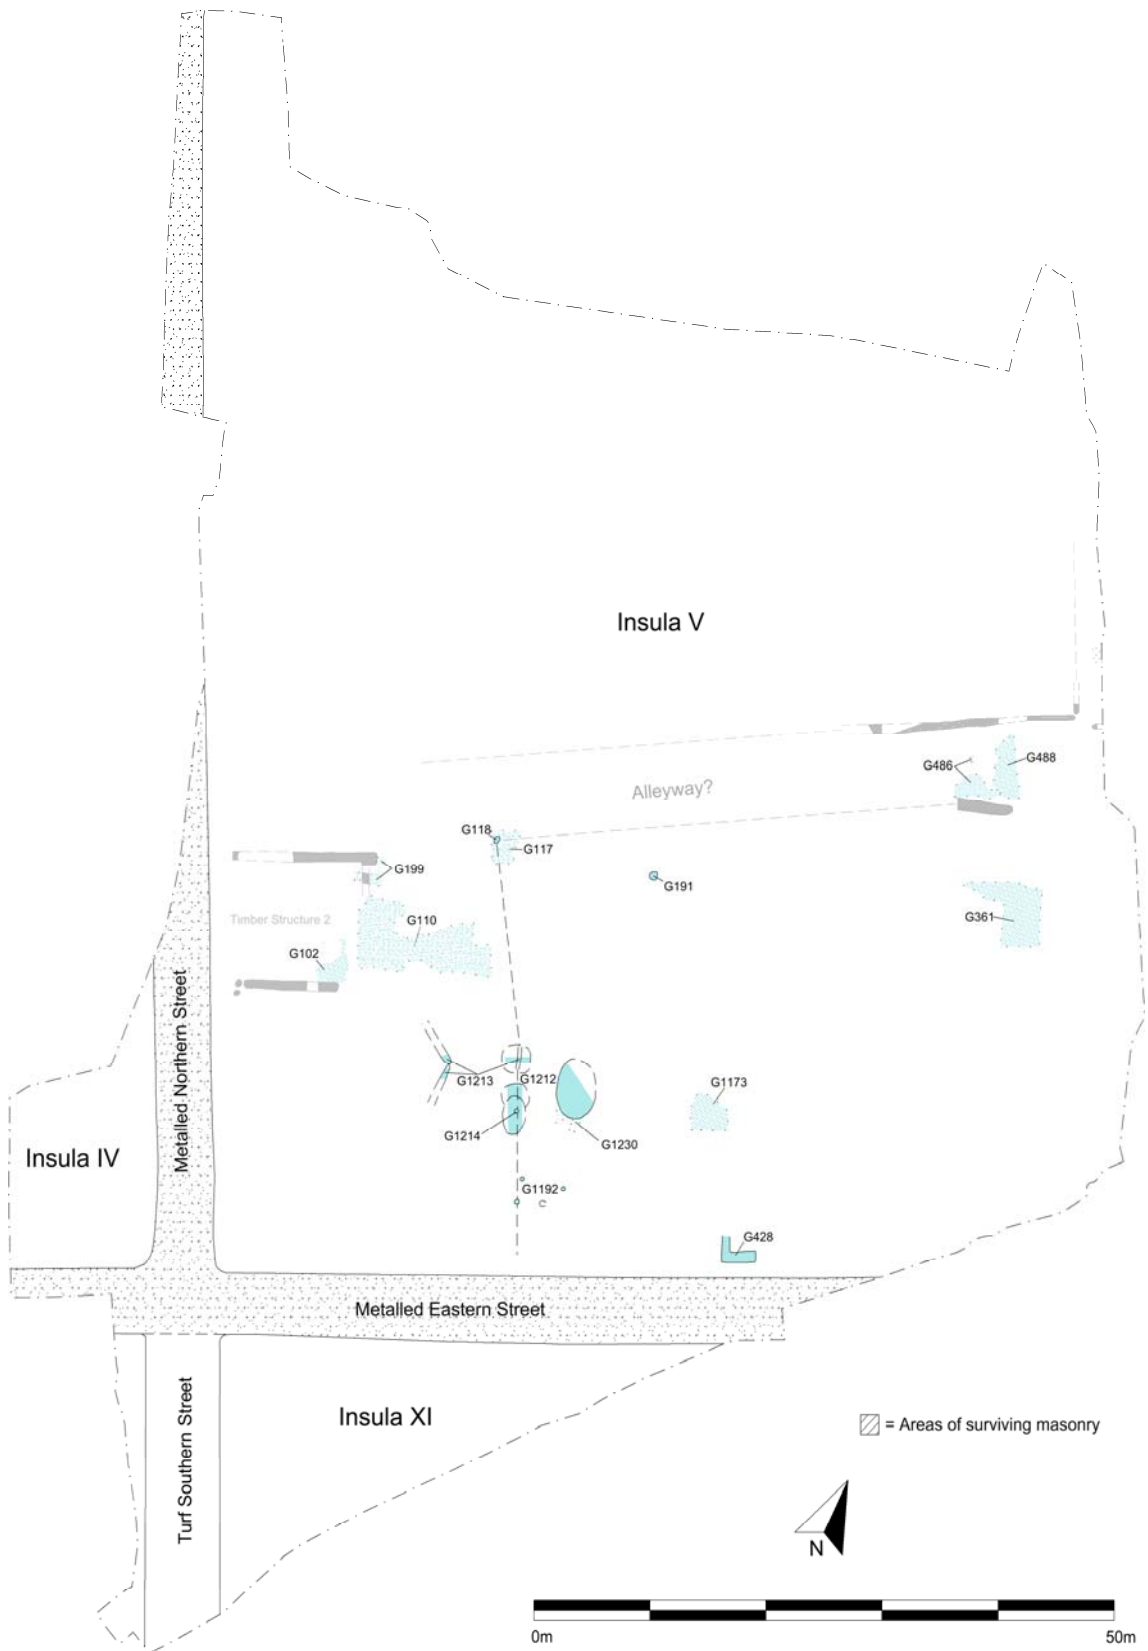 Insula V
Alleyway?
G486
G488
G118
G117
G199
G191
Timber Structure 2
G110
G361
G102
Metalled Northern Street
G1213
G1212
G1173
G1214
G1230
Insula IV
G1192
G428
Metalled Eastern Street
Turf Southern Street
Insula XI
= Areas of surviving masonry
N
0m
50m